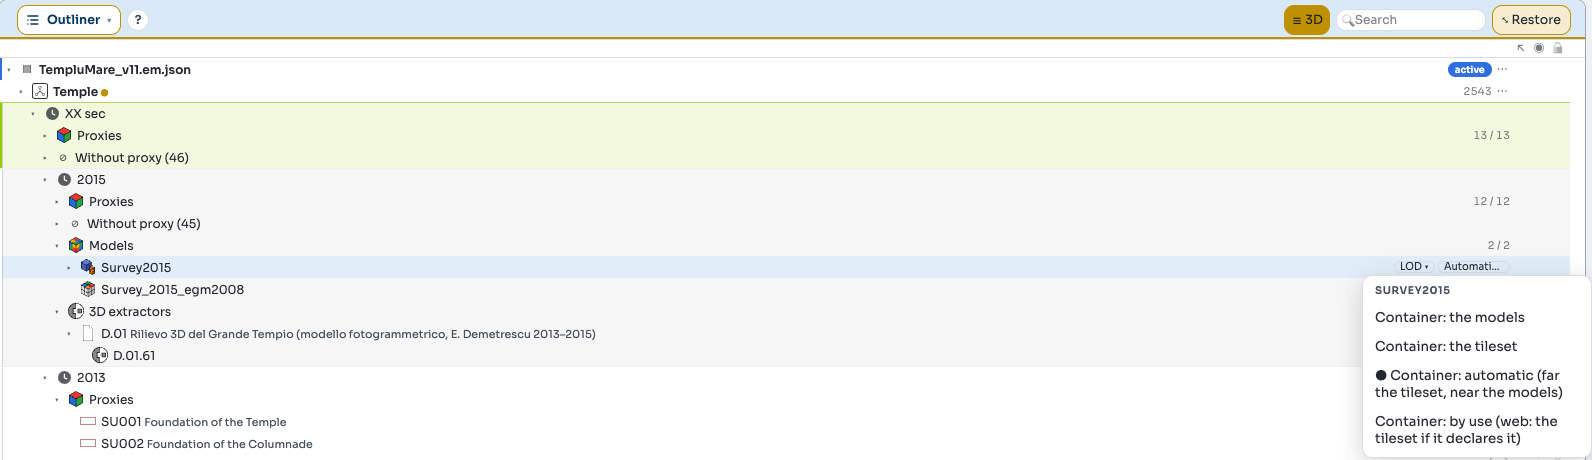 Outliner
?
3D
Search
Restore
TempluMare_v11.em.json
active
Temple
2543
XX sec
Proxies
13 / 13
Without proxy (46)
2015
Proxies
12 / 12
Without proxy (45)
Models
2 / 2
Survey2015
LOD
Automati...
Survey_2015_egm2008
3D extractors
D.01 Rilievo 3D del Grande Tempio (modello fotogrammetrico, E. Demetrescu 2013–2015)
D.01.61
2013
Proxies
SU001 Foundation of the Temple
SU002 Foundation of the Columnade
SURVEY2015
Container: the models
Container: the tileset
Container: automatic (far
the tileset, near the models)
Container: by use (web: the
tileset if it declares it)